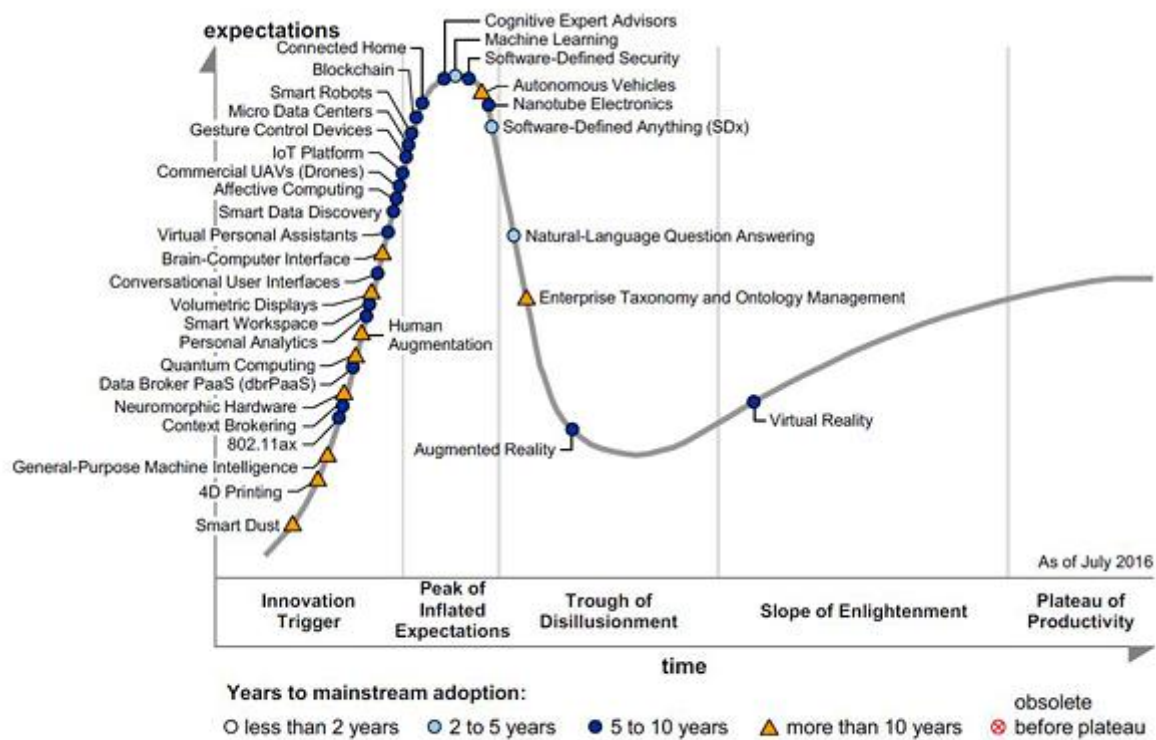 expectations
Cognitive Expert Advisors
Machine Learning
Software-Defined Security
Autonomous Vehicles
Nanotube Electronics
Software-Defined Anything (SDx)
Connected Home
Blockchain
Smart Robots
Micro Data Centers
Gesture Control Devices
IoT Platform
Commercial UAVs (Drones)
Affective Computing
Smart Data Discovery
Virtual Personal Assistants
Brain-Computer Interface
Conversational User Interfaces
Volumetric Displays
Smart Workspace
Personal Analytics
Human
Augmentation
Quantum Computing
Data Broker PaaS (dbrPaaS)
Neuromorphic Hardware
Context Brokering
802.11ax
General-Purpose Machine Intelligence
4D Printing
Smart Dust
Natural-Language Question Answering
Enterprise Taxonomy and Ontology Management
Augmented Reality
Virtual Reality
As of July 2016
Innovation
Trigger
Peak of
Inflated
Expectations
Trough of
Disillusionment
Slope of Enlightenment
Plateau of
Productivity
time
Years to mainstream adoption:
less than 2 years
2 to 5 years
5 to 10 years
more than 10 years
obsolete
before plateau